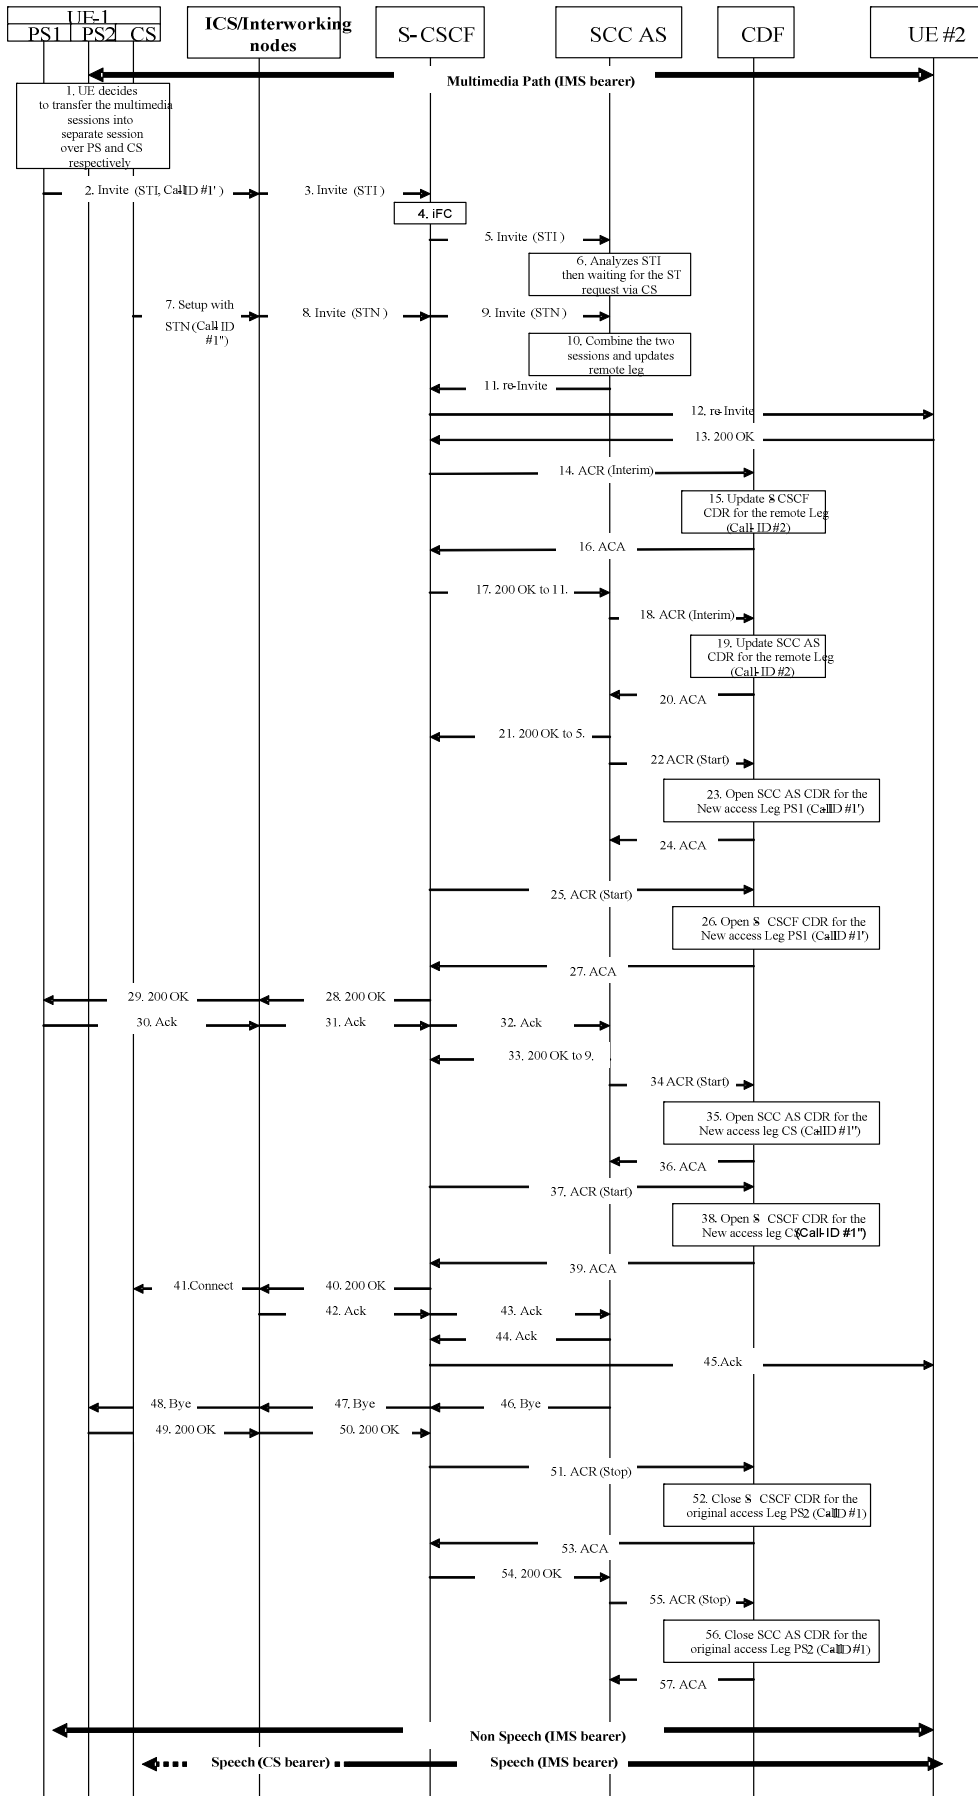 UE-1
PS1 PS2 CS
ICS/Interworking
nodes
S-CSCF
SCC AS
CDF
UE #2
Multimedia Path (IMS bearer)
1. UE decides
to transfer the multimedia
sessions into
separate session
over PS and CS
respectively
2. Invite (STI, Call-ID #1' )
3. Invite (STI )
4. iFC
5. Invite (STI )
6. Analyzes STI
then waiting for the ST
request via CS
7. Setup with
STN (Call-ID
#1")
8. Invite (STN )
9. Invite (STN )
10. Combine the two
sessions and updates
remote leg
11. re-Invite
12. re-Invite
13. 200 OK
14. ACR (Interim)
15. Update S-CSCF
CDR for the remote Leg
(Call-ID #2)
16. ACA
17. 200 OK to 11.
18. ACR (Interim)
19. Update SCC AS
CDR for the remote Leg
(Call-ID #2)
20. ACA
21. 200 OK to 5.
22 ACR (Start)
23. Open SCC AS CDR for the
New access Leg PS1 (Call-ID #1')
24. ACA
25. ACR (Start)
26. Open S- CSCF CDR for the
New access Leg PS1 (Call-ID #1')
27. ACA
28. 200 OK
29. 200 OK
30. Ack
31. Ack
32. Ack
33. 200 OK to 9.
34 ACR (Start)
35. Open SCC AS CDR for the
New access leg CS (Call-ID #1")
36. ACA
37. ACR (Start)
38. Open S- CSCF CDR for the
New access leg CS(Call-ID #1")
39. ACA
40. 200 OK
41.Connect
42. Ack
43. Ack
44. Ack
45.Ack
46. Bye
47. Bye
48. Bye
49. 200 OK
50. 200 OK
51. ACR (Stop)
52. Close S- CSCF CDR for the
original access Leg PS2 (Call-ID #1)
53. ACA
54. 200 OK
55. ACR (Stop)
56. Close SCC AS CDR for the
original access Leg PS2 (Call-ID #1)
57. ACA
Non Speech (IMS bearer)
Speech (CS bearer)
Speech (IMS bearer)